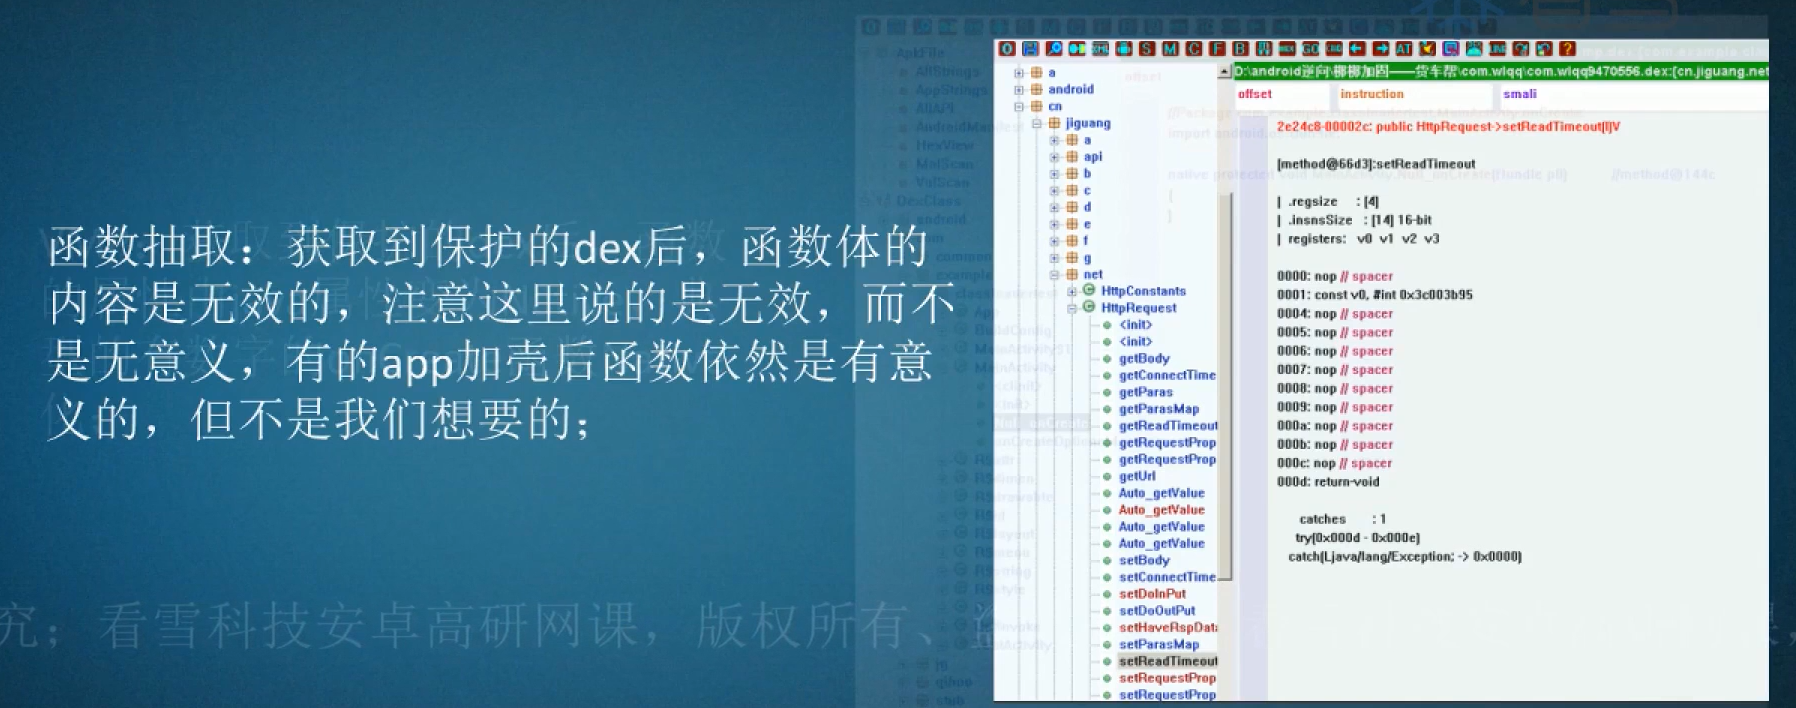 函数抽取：获取到保护的dex后，函数体的
内容是无效的，注意这里说的是无效，而不
是无意义，有的app加壳后函数依然是有意
义的，但不是我们想要的；
究；看雪科技安卓高研网课，版权所有、
a
android
cn
jiguang
a
api
b
c
d
e
f
g
net
HttpConstants
HttpRequest
<init>
<init>
getBody
getConnectTime
getParas
getParasMap
getReadTimeout
getRequestProp
getRequestProp
getUrl
Auto_getValue
Auto_getValue
Auto_getValue
Auto_getValue
setBody
setConnectTime
setDoInPut
setDoOutPut
setHaveRspData
setParasMap
setReadTimeout
setRequestProp
setRequestProp
D:\android逆向\梆梆加固——货车帮\com.wlqq\com.wlqq9470556.dex:[cn.jiguang.net
offset instruction smali
2c24c8-00002c: public HttpRequest->setReadTimeout[I]V
[method@66d3]:setReadTimeout
| .regsize : [4]
| .insnsSize : [14] 16-bit
| registers: v0 v1 v2 v3
0000: nop // spacer
0001: const v0, #int 0x3c003b95
0004: nop // spacer
0005: nop // spacer
0006: nop // spacer
0007: nop // spacer
0008: nop // spacer
0009: nop // spacer
000a: nop // spacer
000b: nop // spacer
000c: nop // spacer
000d: return-void
catches : 1
try(0x000d - 0x000e)
catch(Ljava/lang/Exception; -> 0x0000)